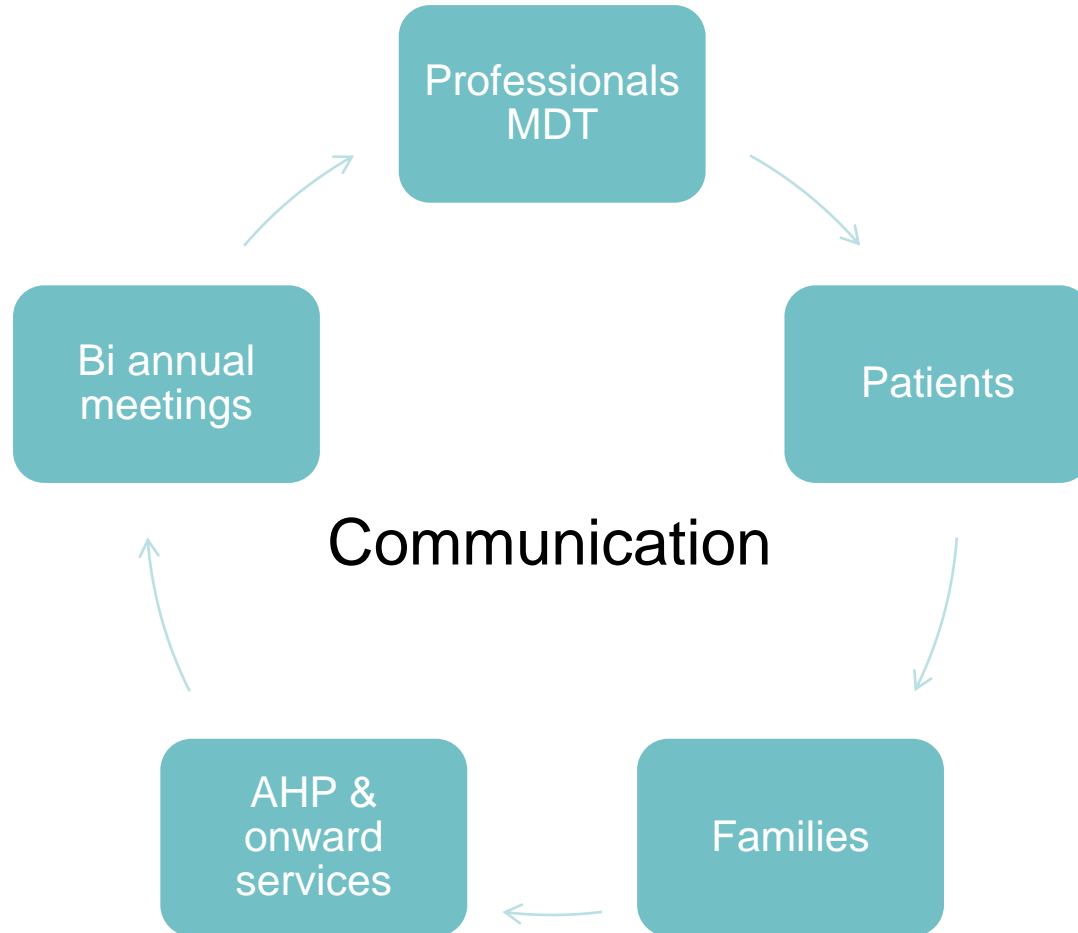 Professionals
MDT
Patients
Families
AHP &
onward
services
Bi annual
meetings
Communication